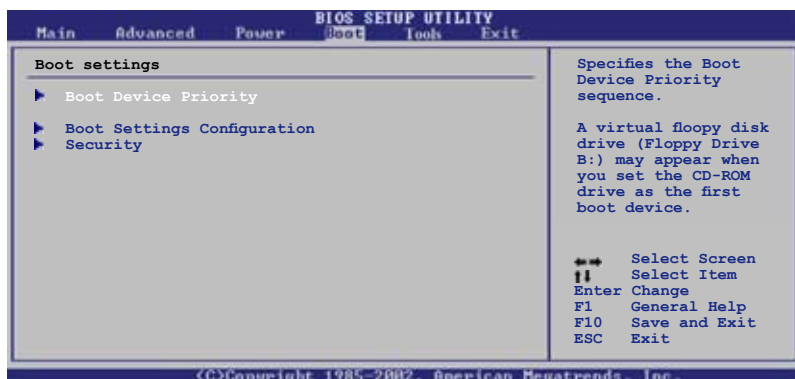 BIOS SETUP UTILITY
Main Advanced Power Boot Tools Exit
Boot settings
Boot Device Priority
Boot Settings Configuration
Security
Specifies the Boot
Device Priority
sequence.
A virtual floopy disk
drive (Floppy Drive
B:) may appear when
you set the CD-ROM
drive as the first
boot device.
Select Screen
Select Item
Enter Change
F1 General Help
F10 Save and Exit
ESC Exit
(C)Copyright 1985-2002, American Megatrends, Inc.